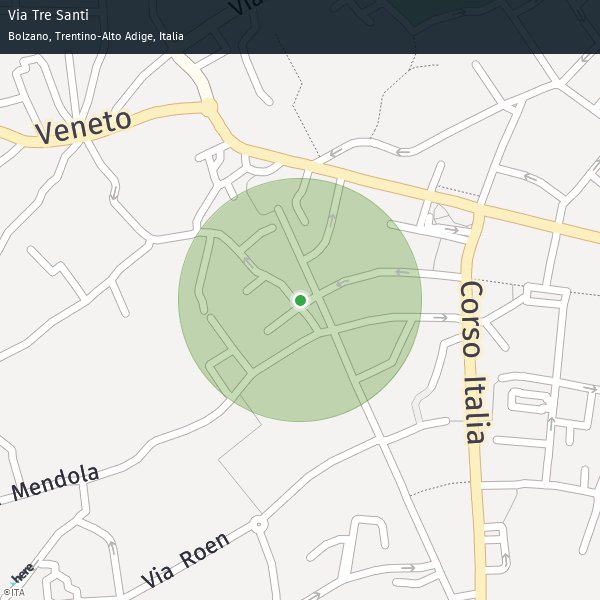 Via Tre Santi
Bolzano, Trentino-Alto Adige, Italia
Via
Veneto
Corso Italia
Mendola
Via Roen
here
©ITA